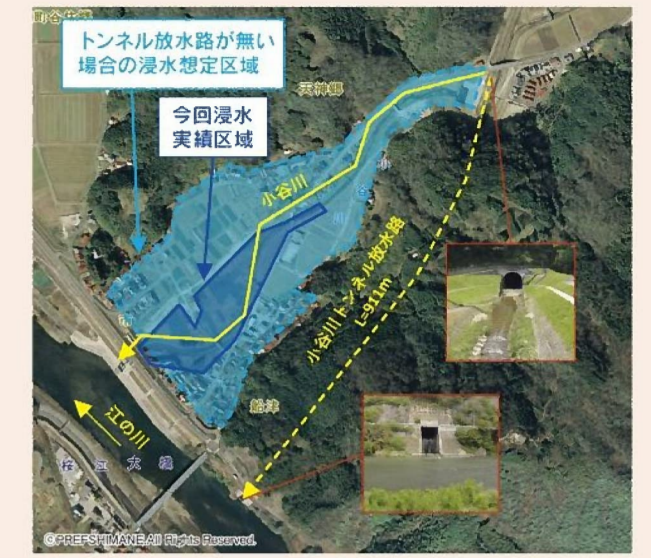 トンネル放水路が無い
場合の浸水想定区域
今回浸水
実績区域
天神郷
小谷川
小谷川
小谷川トンネル放水路
L=911m
船津
江の川
桜江大橋
©PREFSHIMANE.All Rights Reserved.